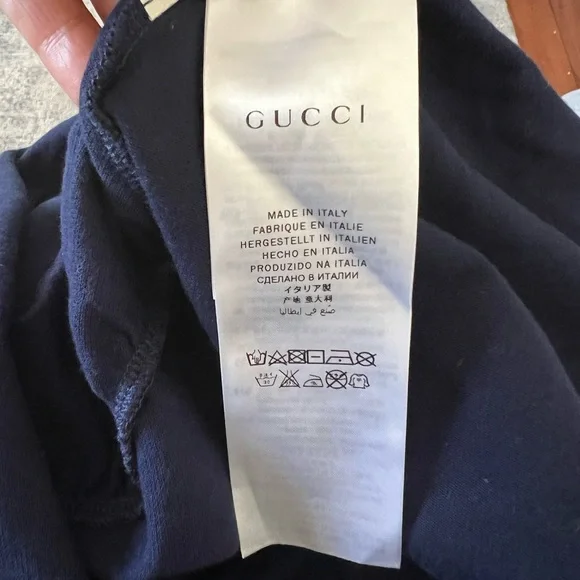 GUCCI
MADE IN ITALY
FABRIQUE EN ITALIE
HERGESTELLT IN ITALIEN
HECHO EN ITALIA
PRODUZIDO NA ITALIA
СДЕЛАНО В ИТАЛИИ
イタリア製
产地 意大利
صنع في ايطاليا